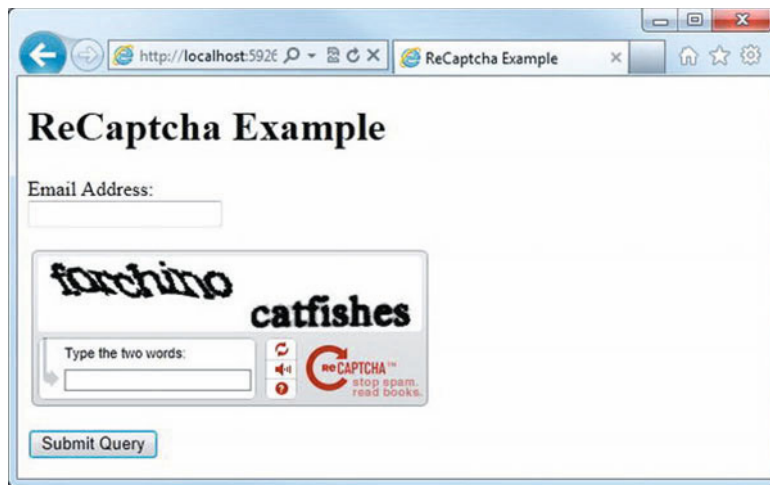 http://localhost:5926
ReCaptcha Example
ReCaptcha Example
Email Address:
forchino
catfishes
Type the two words:
ReCAPTCHA™
stop spam.
read books.
Submit Query